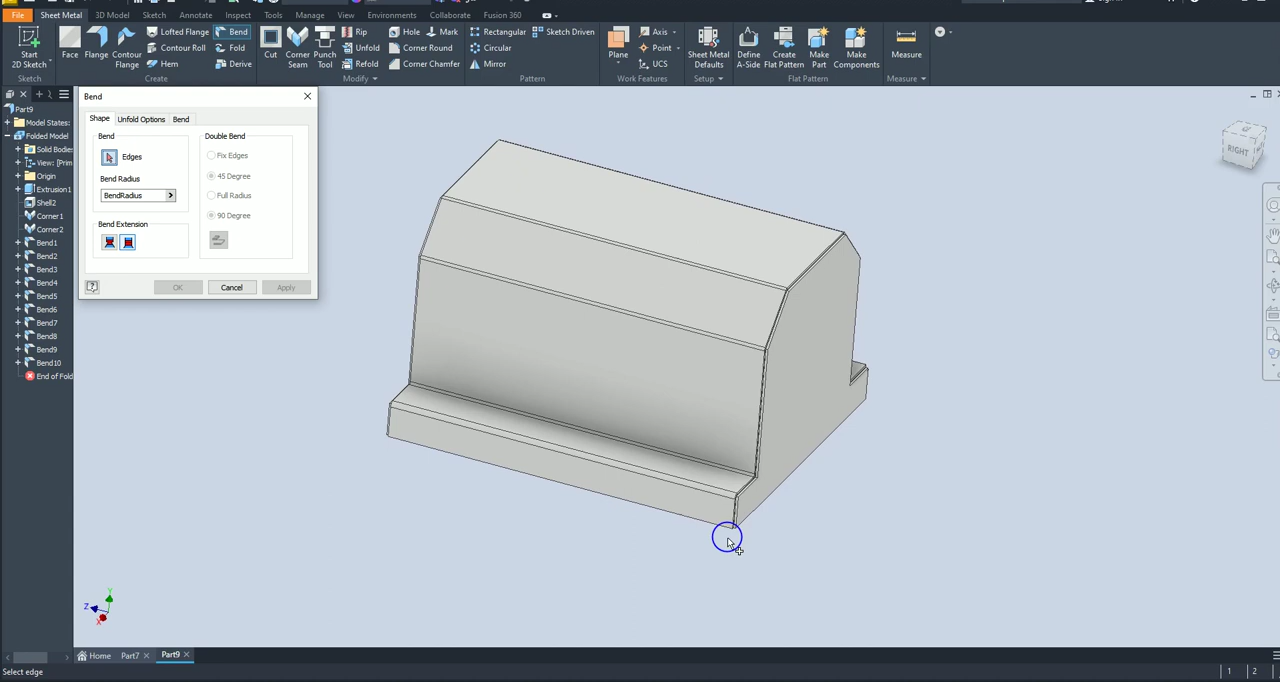 File Sheet Metal 3D Model Sketch Annotate Inspect Tools Manage View Environments Collaborate Fusion 360
Start
2D Sketch
Face Flange Contour
Flange
Lofted Flange Bend
Contour Roll Fold
Hem Derive
Cut Corner
Seam Punch
Tool
Rip
Unfold
Refold
Hole Mark
Corner Round
Corner Chamfer
Rectangular Sketch Driven
Circular
Mirror
Plane
Axis
Point
UCS
Sheet Metal
Defaults
Define
A-Side Create
Flat Pattern Make
Part Make
Components
Measure
Sketch Create Modify Pattern Work Features Setup Flat Pattern Measure
Part9
Model States:
Folded Model
Solid Bodies
View: [Prim
Origin
Extrusion1
Shell2
Corner1
Corner2
Bend1
Bend2
Bend3
Bend4
Bend5
Bend6
Bend7
Bend8
Bend9
Bend10
End of Fold
Bend
Shape Unfold Options Bend
Bend Double Bend
Edges Fix Edges
Bend Radius 45 Degree
BendRadius Full Radius
90 Degree
Bend Extension
OK Cancel Apply
RIGHT
Y
Z
X
Home Part7 Part9
Select edge 1 2